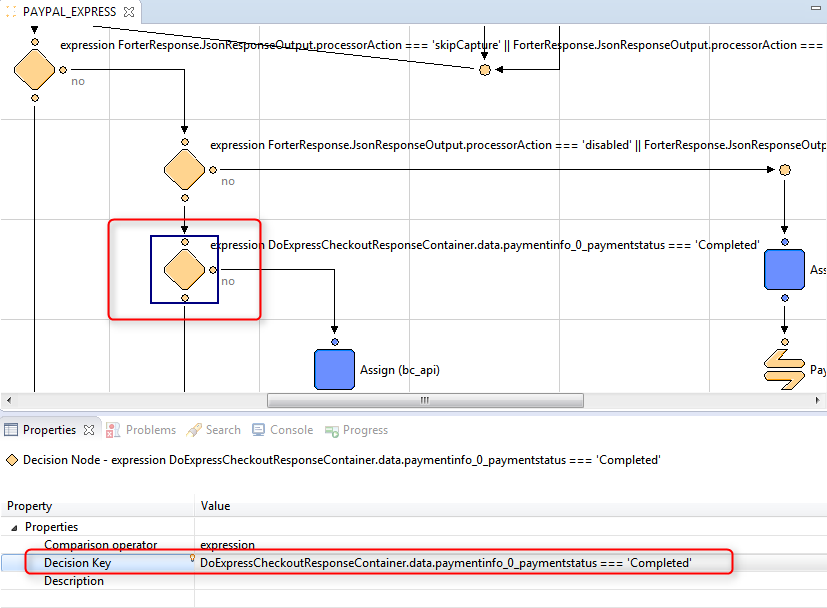 PAYPAL_EXPRESS
expression ForterResponse.JsonResponseOutput.processorAction === 'skipCapture' || ForterResponse.JsonResponseOutput.processorAction ===
no
expression ForterResponse.JsonResponseOutput.processorAction === 'disabled' || ForterResponse.JsonResponseOutp
no
expression DoExpressCheckoutResponseContainer.data.paymentinfo_0_paymentstatus === 'Completed'
no
Ass
Assign (bc_api)
Pay
Properties
Problems
Search
Console
Progress
Decision Node - expression DoExpressCheckoutResponseContainer.data.paymentinfo_0_paymentstatus === 'Completed'
Property Value
Properties
Comparison operator expression
Decision Key DoExpressCheckoutResponseContainer.data.paymentinfo_0_paymentstatus === 'Completed'
Description